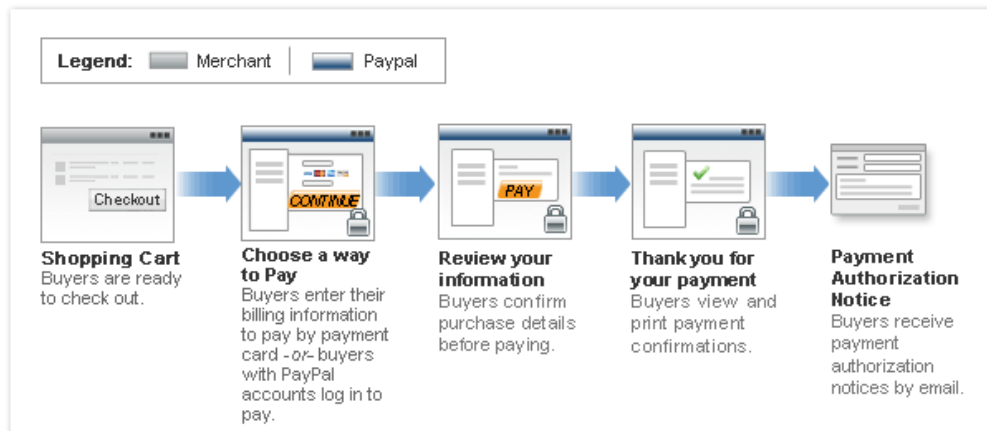 Legend: Merchant Paypal
Checkout
CONTINUE
PAY
Shopping Cart
Buyers are ready
to check out.
Choose a way
to Pay
Buyers enter their
billing information
to pay by payment
card -or- buyers
with PayPal
accounts log in to
pay.
Review your
information
Buyers confirm
purchase details
before paying.
Thank you for
your payment
Buyers view and
print payment
confirmations.
Payment
Authorization
Notice
Buyers receive
payment
authorization
notices by email.